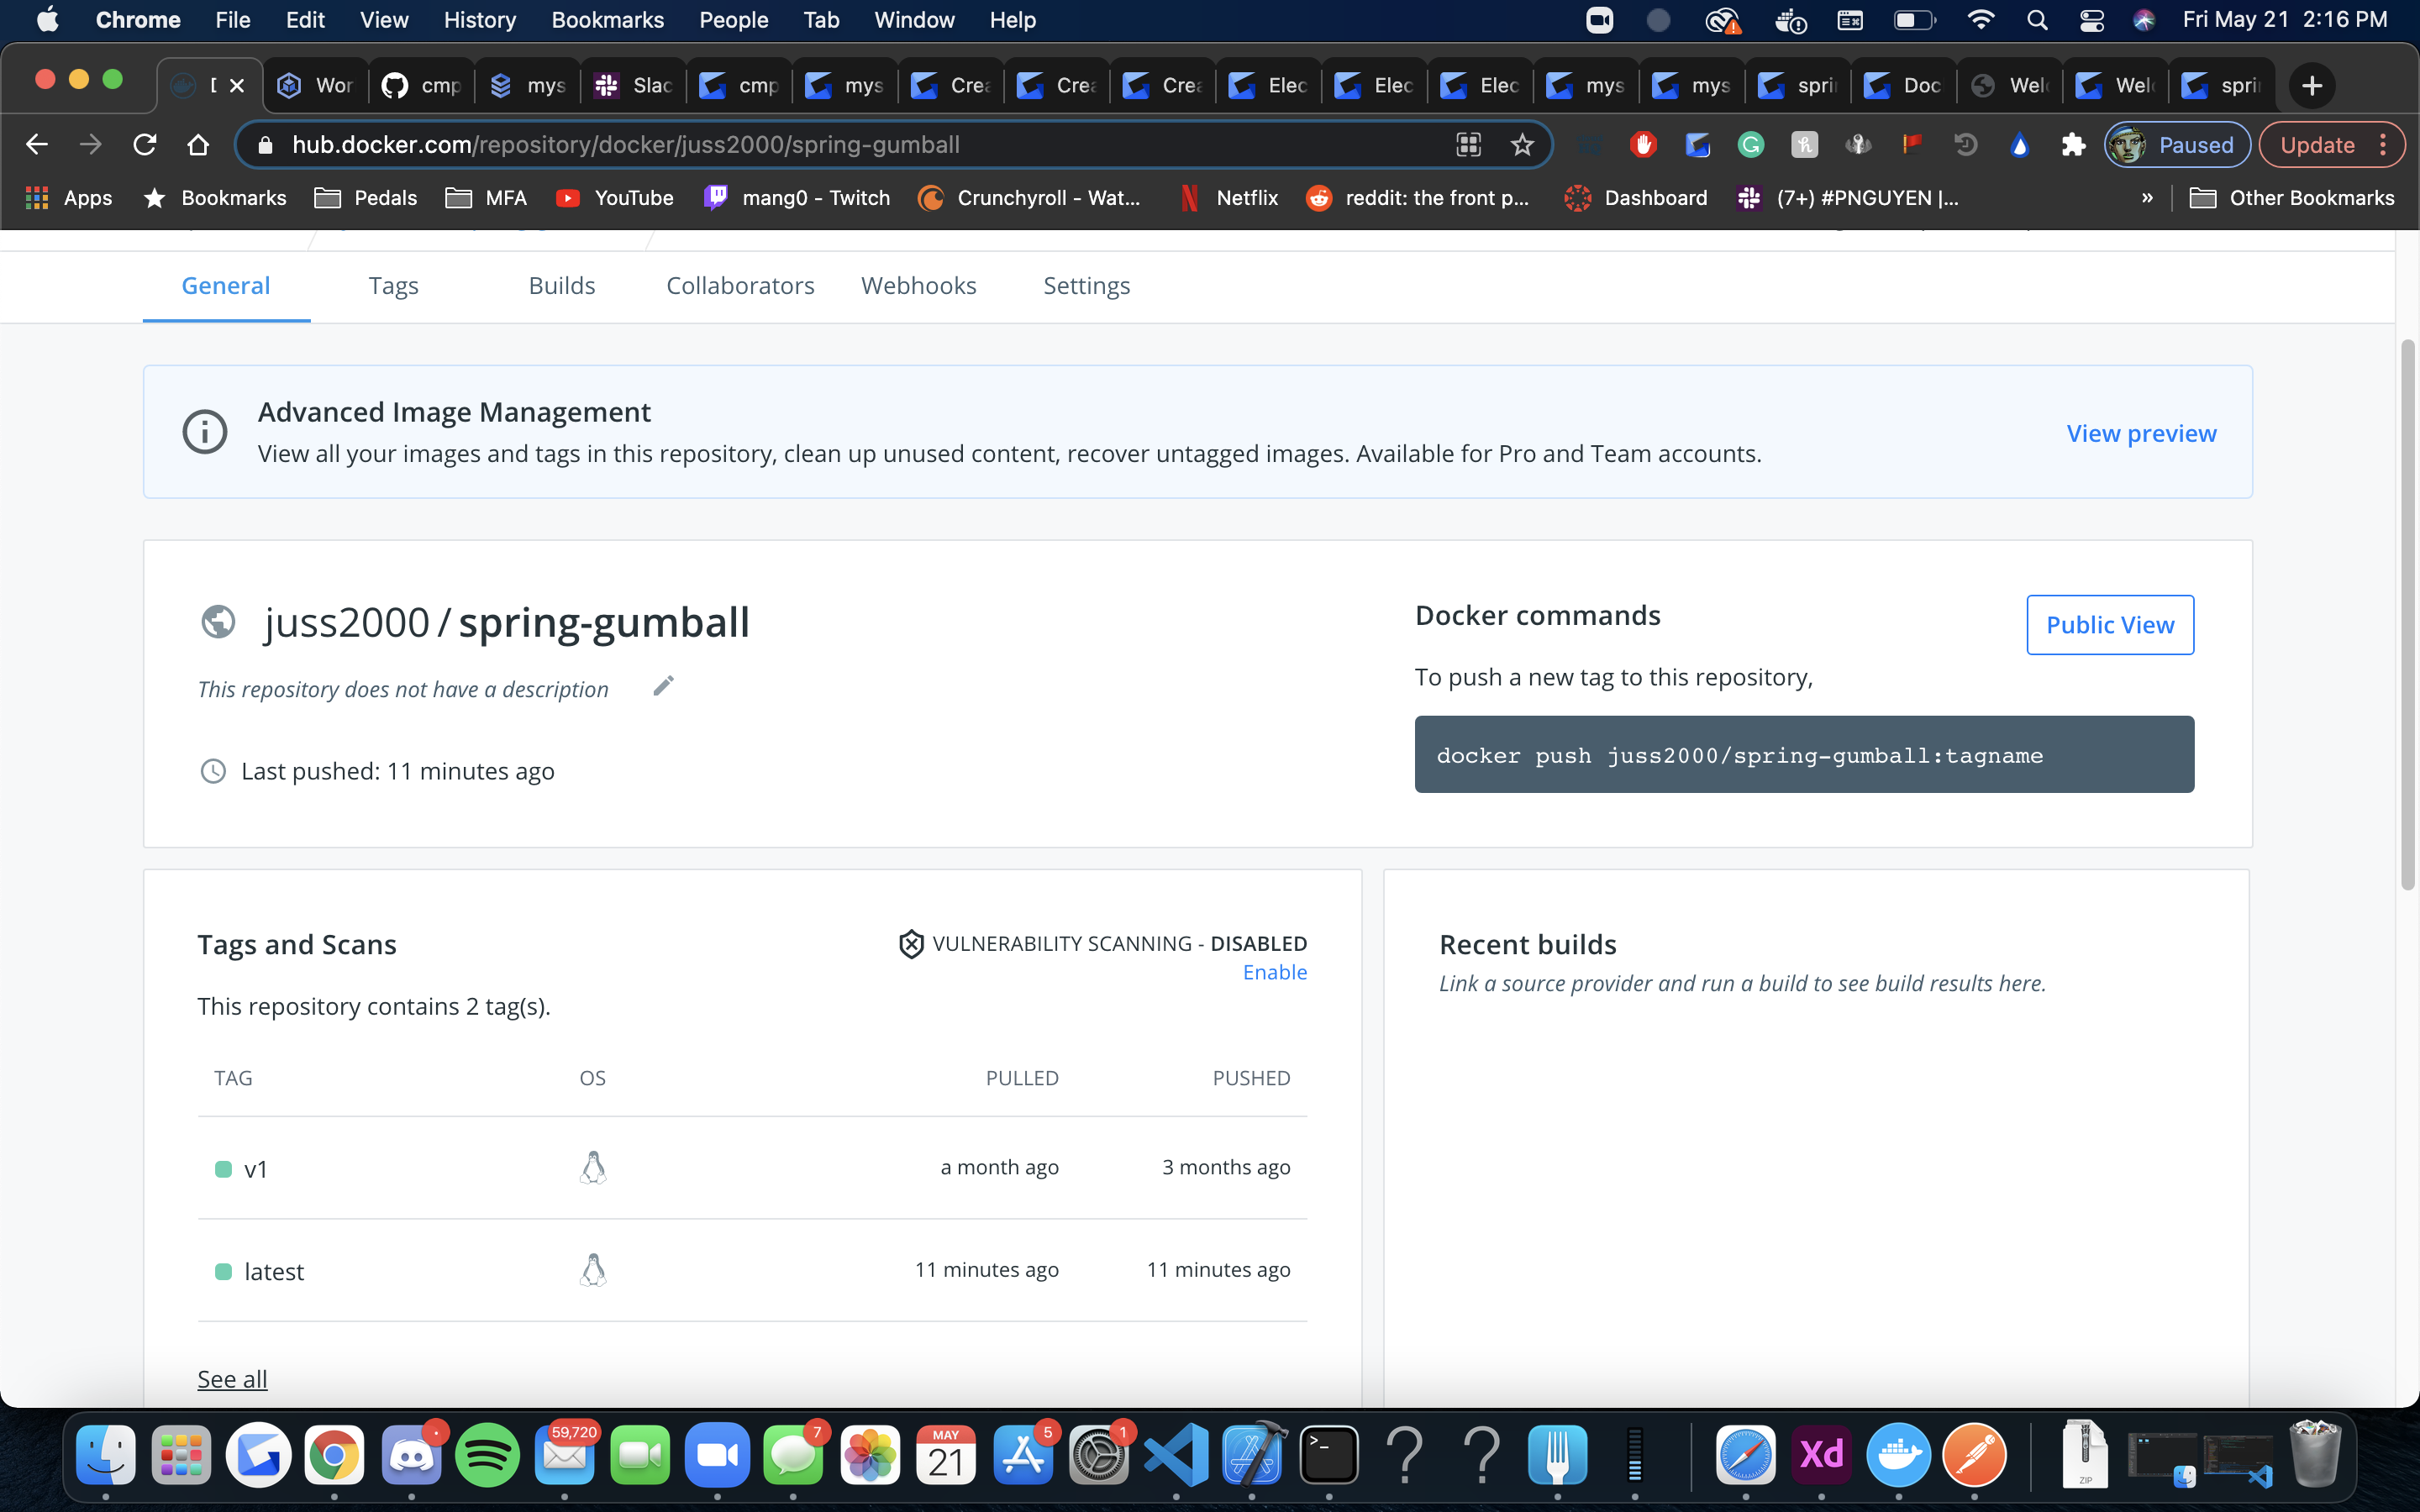 Chrome File Edit View History Bookmarks People Tab Window Help Fri May 21 2:16 PM
Wor cmp mys Slac cmp mys Crea Crea Crea Elec Elec Elec mys mys sprin Doc Welc Welc sprin
hub.docker.com/repository/docker/juss2000/spring-gumball Paused Update
Apps Bookmarks Pedals MFA YouTube mang0 - Twitch Crunchyroll - Wat... Netflix reddit: the front p... Dashboard (7+) #PNGUYEN |... » Other Bookmarks
General Tags Builds Collaborators Webhooks Settings
Advanced Image Management
View all your images and tags in this repository, clean up unused content, recover untagged images. Available for Pro and Team accounts.
View preview
juss2000 / spring-gumball
This repository does not have a description
Last pushed: 11 minutes ago
Docker commands
Public View
To push a new tag to this repository,
docker push juss2000/spring-gumball:tagname
Tags and Scans
VULNERABILITY SCANNING - DISABLED
Enable
This repository contains 2 tag(s).
TAG OS PULLED PUSHED
v1 a month ago 3 months ago
latest 11 minutes ago 11 minutes ago
See all
Recent builds
Link a source provider and run a build to see build results here.
59,720 7 MAY 21 5 1 >_ ? ? Xd ZIP